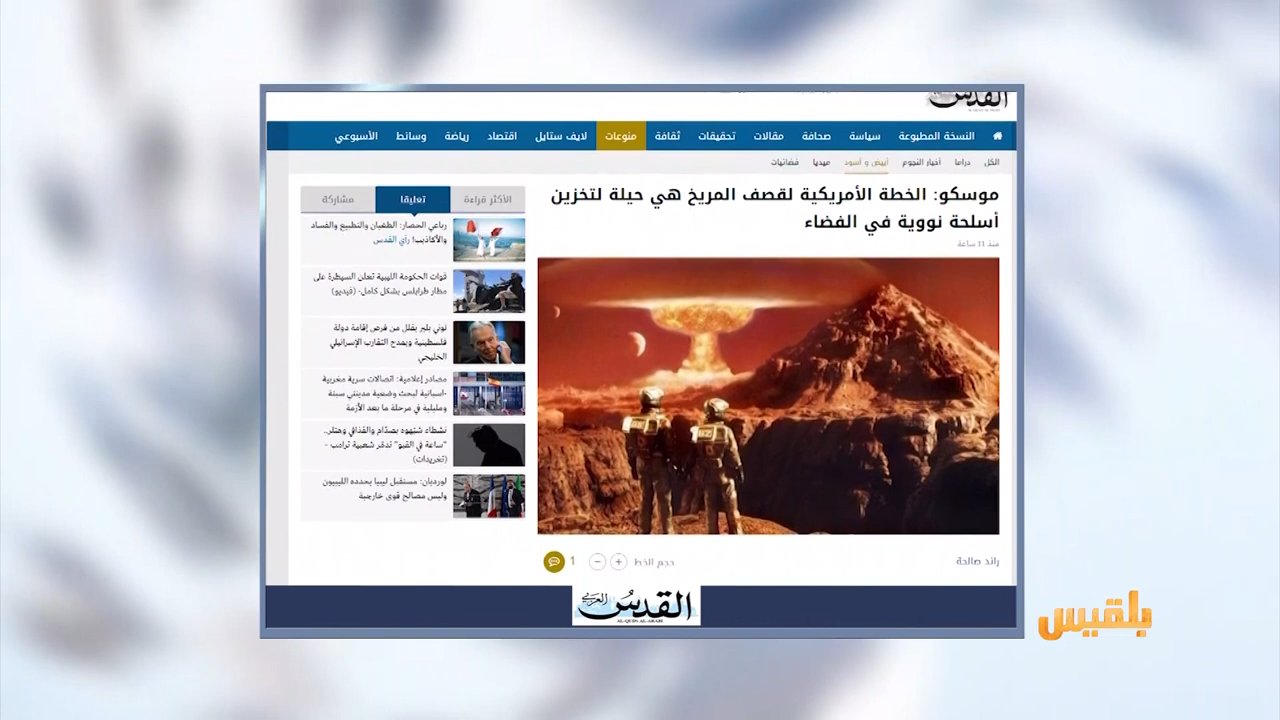 القدس
النسخة المطبوعة سياسة صحافة مقالات تحقيقات ثقافة منوعات لايف ستايل اقتصاد رياضة وسائط الأسبوعي
الكل دراما أخبار النجوم أبيض و أسود ميديا فضائيات
موسكو: الخطة الأمريكية لقصف المريخ هي حيلة لتخزين
أسلحة نووية في الفضاء
منذ 11 ساعة
رائد صالحة
حجم الخط + − 1
الأكثر قراءة تعليقا مشاركة
رباعي الحصار: الطغيان والتطبيع والفساد
والأكاذيب! رأي القدس
قوات الحكومة الليبية تعلن السيطرة على
مطار طرابلس بشكل كامل- (فيديو)
توني بلير يقلل من فرص إقامة دولة
فلسطينية ويمدح التقارب الإسرائيلي
الخليجي
مصادر إعلامية: اتصالات سرية مغربية
-اسبانية لبحث وضعية مدينتي سبتة
ومليلية في مرحلة ما بعد الأزمة
نشطاء شبّهوه بصدّام والقذافي وهتلر..
"ساعة في القبو" تدمّر شعبية ترامب -
(تغريدات)
لودريان: مستقبل ليبيا يحدده الليبيون
وليس مصالح قوى خارجية
القدس العربي
AL-QUDS AL-ARABI
بلقيس